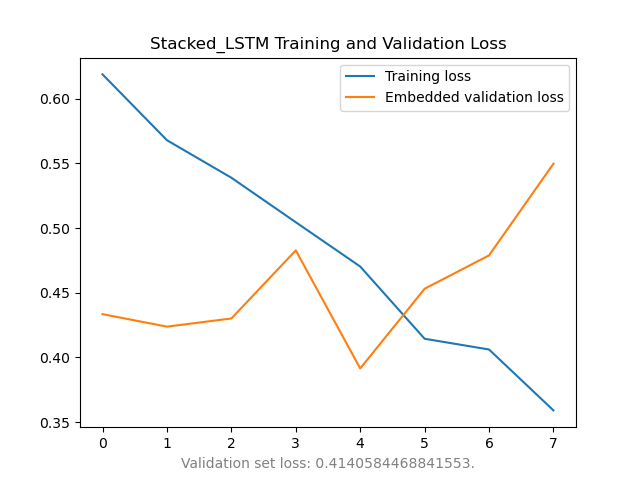 Stacked_LSTM Training and Validation Loss
Training loss
Embedded validation loss
0.60
0.55
0.50
0.45
0.40
0.35
0 1 2 3 4 5 6 7
Validation set loss: 0.4140584468841553.